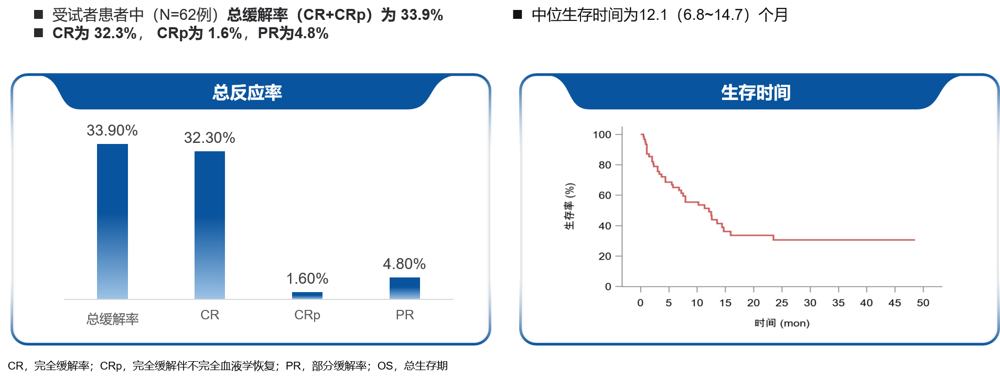 ■ 受试者患者中（N=62例）总缓解率（CR+CRp）为 33.9%
■ CR为 32.3%， CRp为 1.6%，PR为4.8%
■ 中位生存时间为12.1（6.8~14.7）个月
总反应率
33.90%
32.30%
1.60%
4.80%
总缓解率
CR
CRp
PR
生存时间
生存率 (%)
100
80
60
40
20
0
0 5 10 15 20 25 30 35 40 45 50
时间 (mon)
CR，完全缓解率；CRp，完全缓解伴不完全血液学恢复；PR，部分缓解率；OS，总生存期